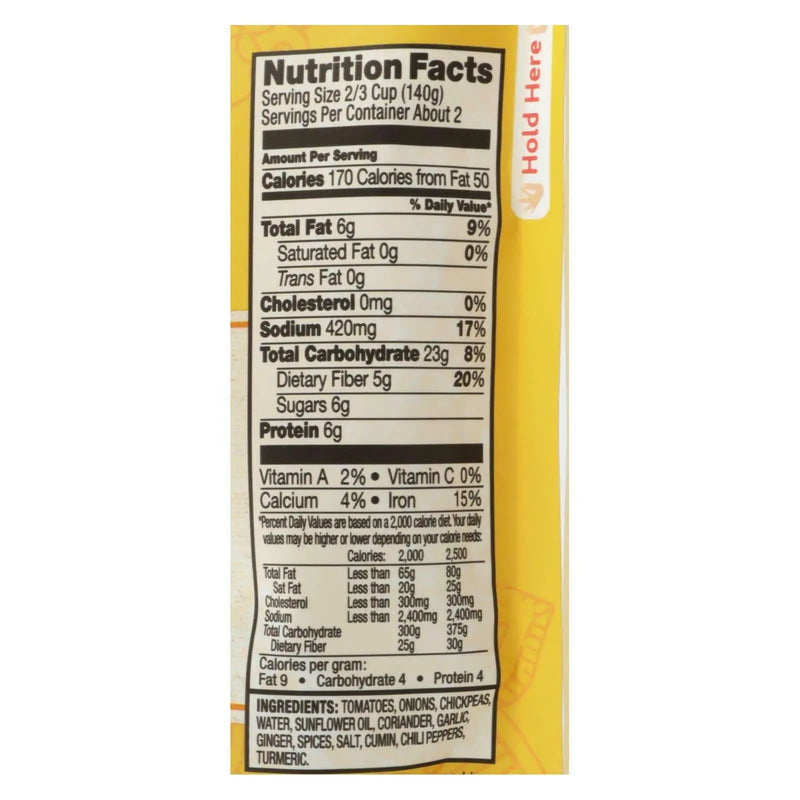 Nutrition Facts
Serving Size 2/3 Cup (140g)
Servings Per Container About 2
Amount Per Serving
Calories 170 Calories from Fat 50
% Daily Value*
Total Fat 6g 9%
Saturated Fat 0g 0%
Trans Fat 0g
Cholesterol 0mg 0%
Sodium 420mg 17%
Total Carbohydrate 23g 8%
Dietary Fiber 5g 20%
Sugars 6g
Protein 6g
Vitamin A 2% • Vitamin C 0%
Calcium 4% • Iron 15%
*Percent Daily Values are based on a 2,000 calorie diet. Your daily
values may be higher or lower depending on your calorie needs:
Calories: 2,000 2,500
Total Fat Less than 65g 80g
Sat Fat Less than 20g 25g
Cholesterol Less than 300mg 300mg
Sodium Less than 2,400mg 2,400mg
Total Carbohydrate 300g 375g
Dietary Fiber 25g 30g
Calories per gram:
Fat 9 • Carbohydrate 4 • Protein 4
INGREDIENTS: TOMATOES, ONIONS, CHICKPEAS,
WATER, SUNFLOWER OIL, CORIANDER, GARLIC,
GINGER, SPICES, SALT, CUMIN, CHILI PEPPERS,
TURMERIC.
Hold Here